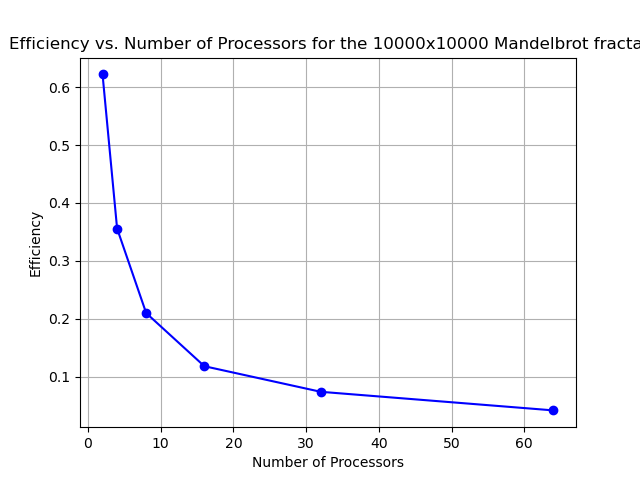 Efficiency vs. Number of Processors for the 10000x10000 Mandelbrot fracta
0.6
0.5
0.4
0.3
0.2
0.1
Efficiency
0 10 20 30 40 50 60
Number of Processors